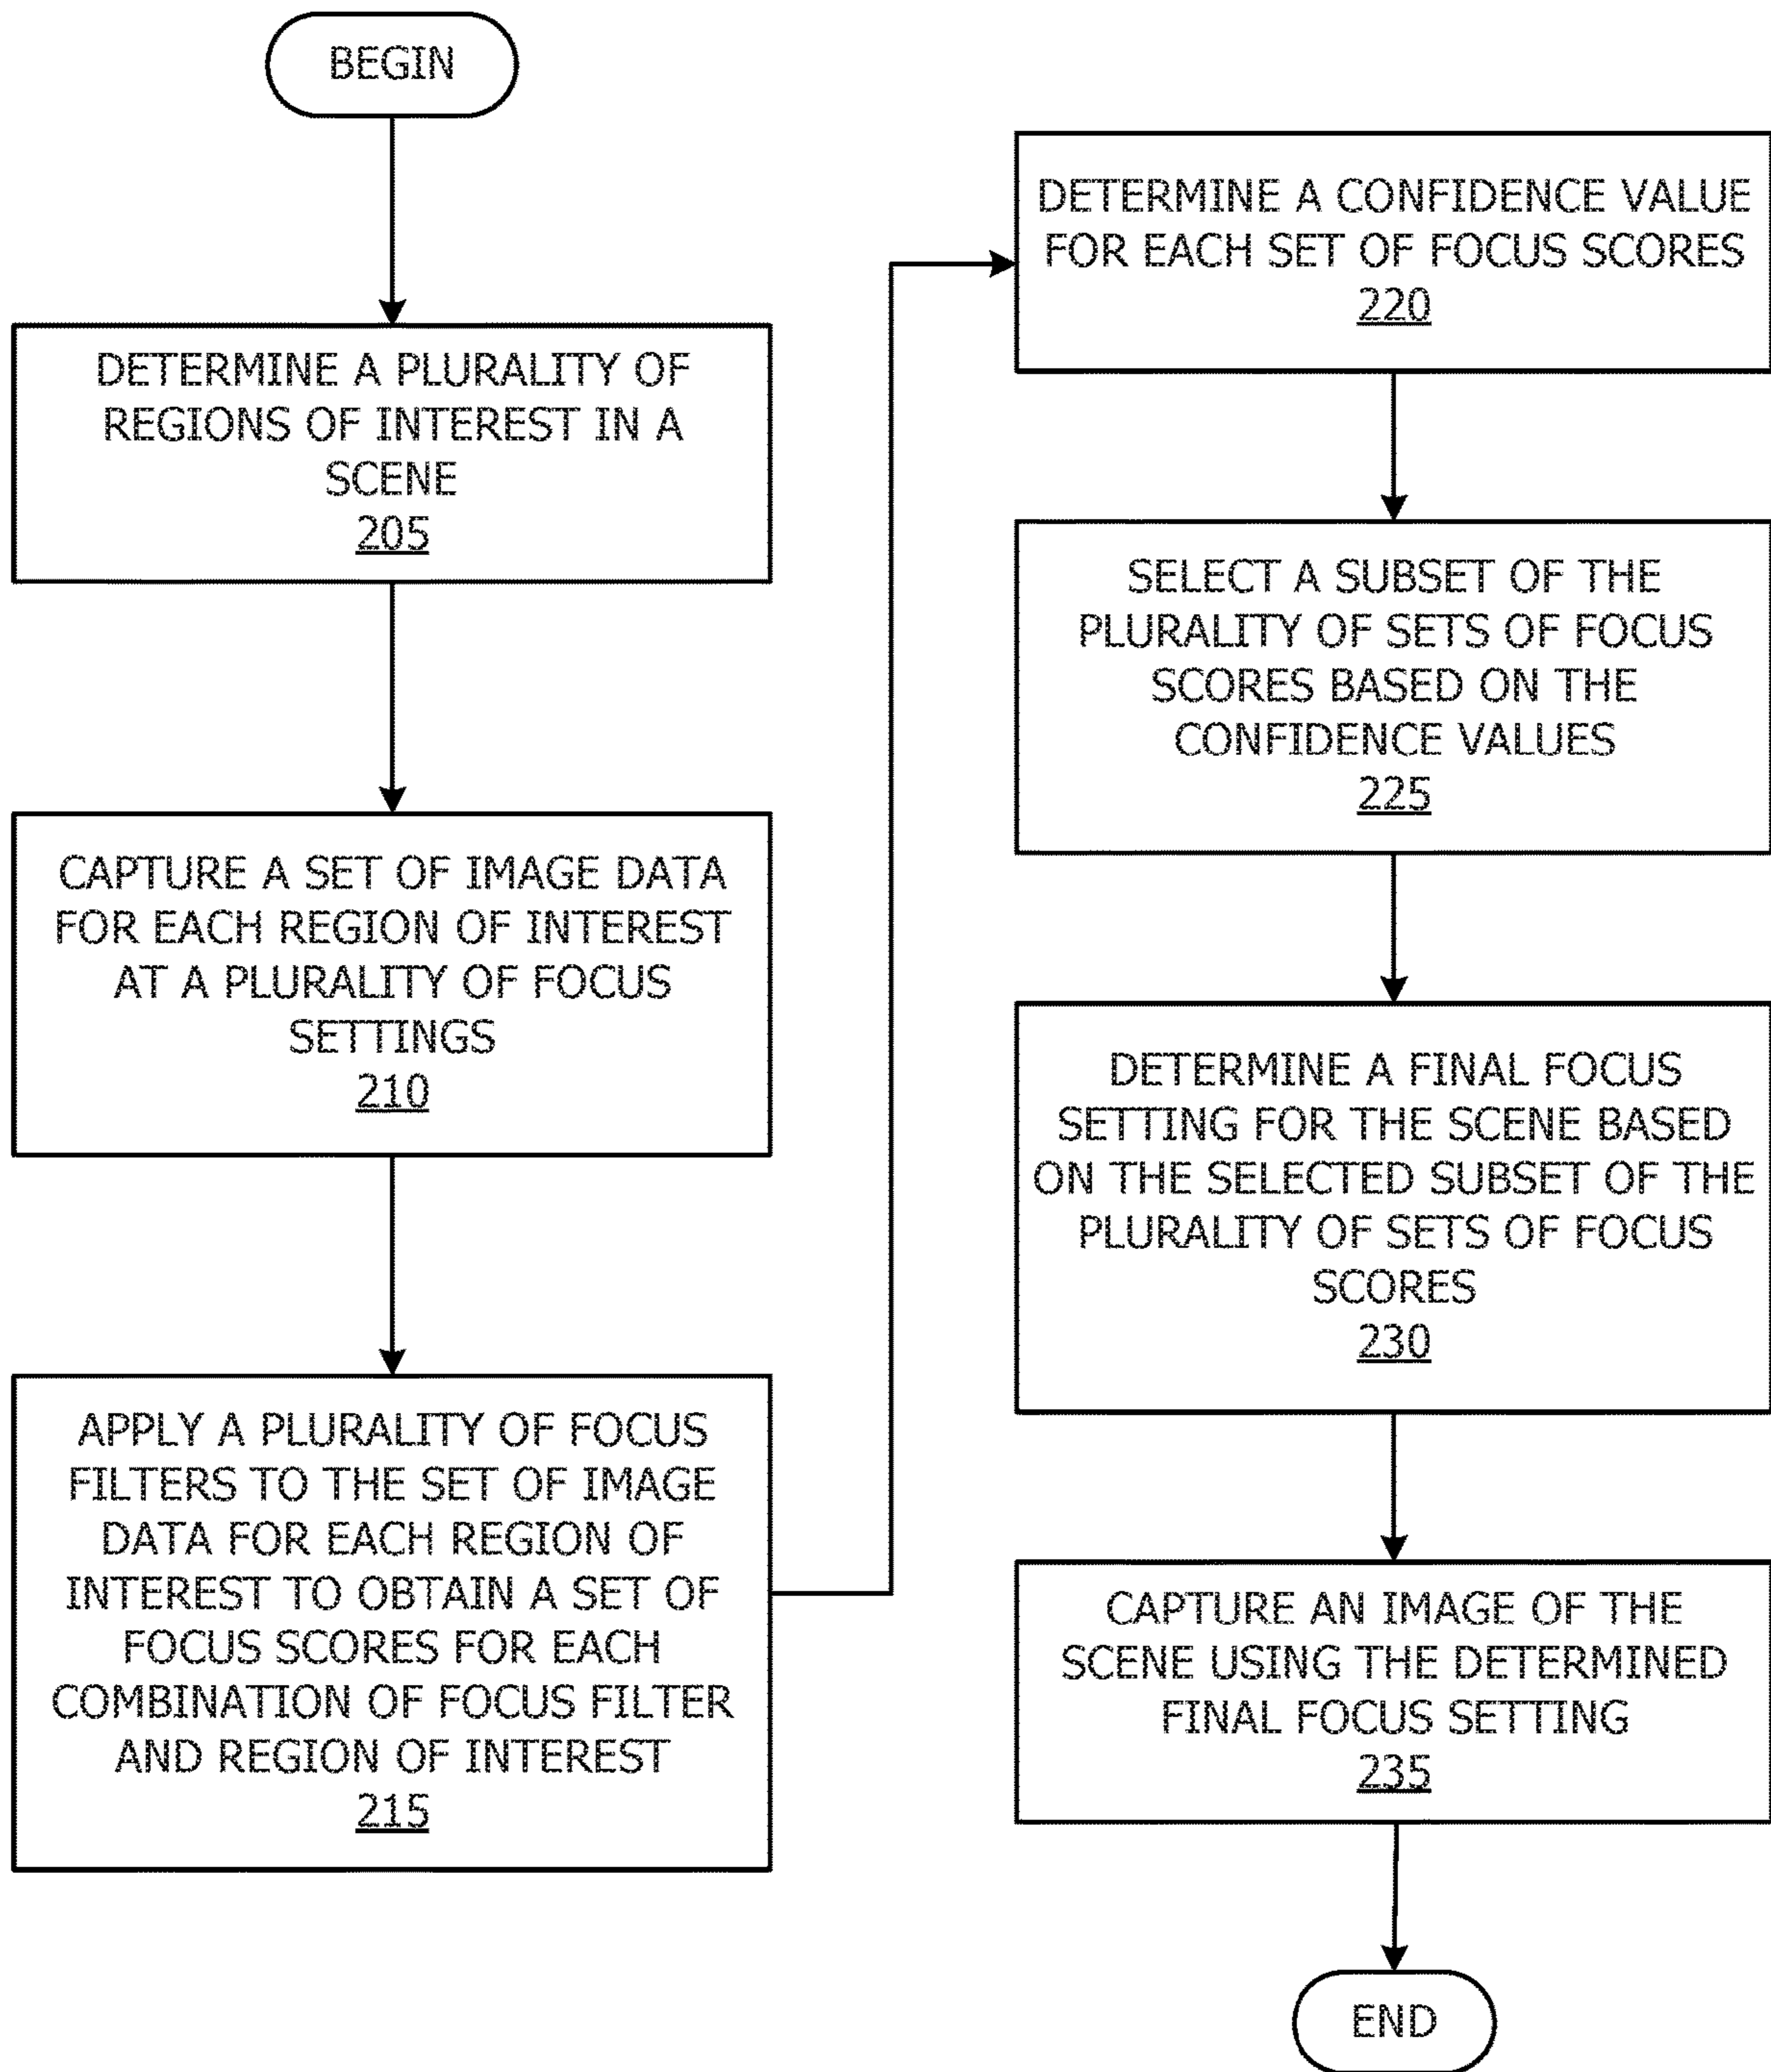 BEGIN
DETERMINE A PLURALITY OF
REGIONS OF INTEREST IN A
SCENE
205
CAPTURE A SET OF IMAGE DATA
FOR EACH REGION OF INTEREST
AT A PLURALITY OF FOCUS
SETTINGS
210
APPLY A PLURALITY OF FOCUS
FILTERS TO THE SET OF IMAGE
DATA FOR EACH REGION OF
INTEREST TO OBTAIN A SET OF
FOCUS SCORES FOR EACH
COMBINATION OF FOCUS FILTER
AND REGION OF INTEREST
215
DETERMINE A CONFIDENCE VALUE
FOR EACH SET OF FOCUS SCORES
220
SELECT A SUBSET OF THE
PLURALITY OF SETS OF FOCUS
SCORES BASED ON THE
CONFIDENCE VALUES
225
DETERMINE A FINAL FOCUS
SETTING FOR THE SCENE BASED
ON THE SELECTED SUBSET OF THE
PLURALITY OF SETS OF FOCUS
SCORES
230
CAPTURE AN IMAGE OF THE
SCENE USING THE DETERMINED
FINAL FOCUS SETTING
235
END